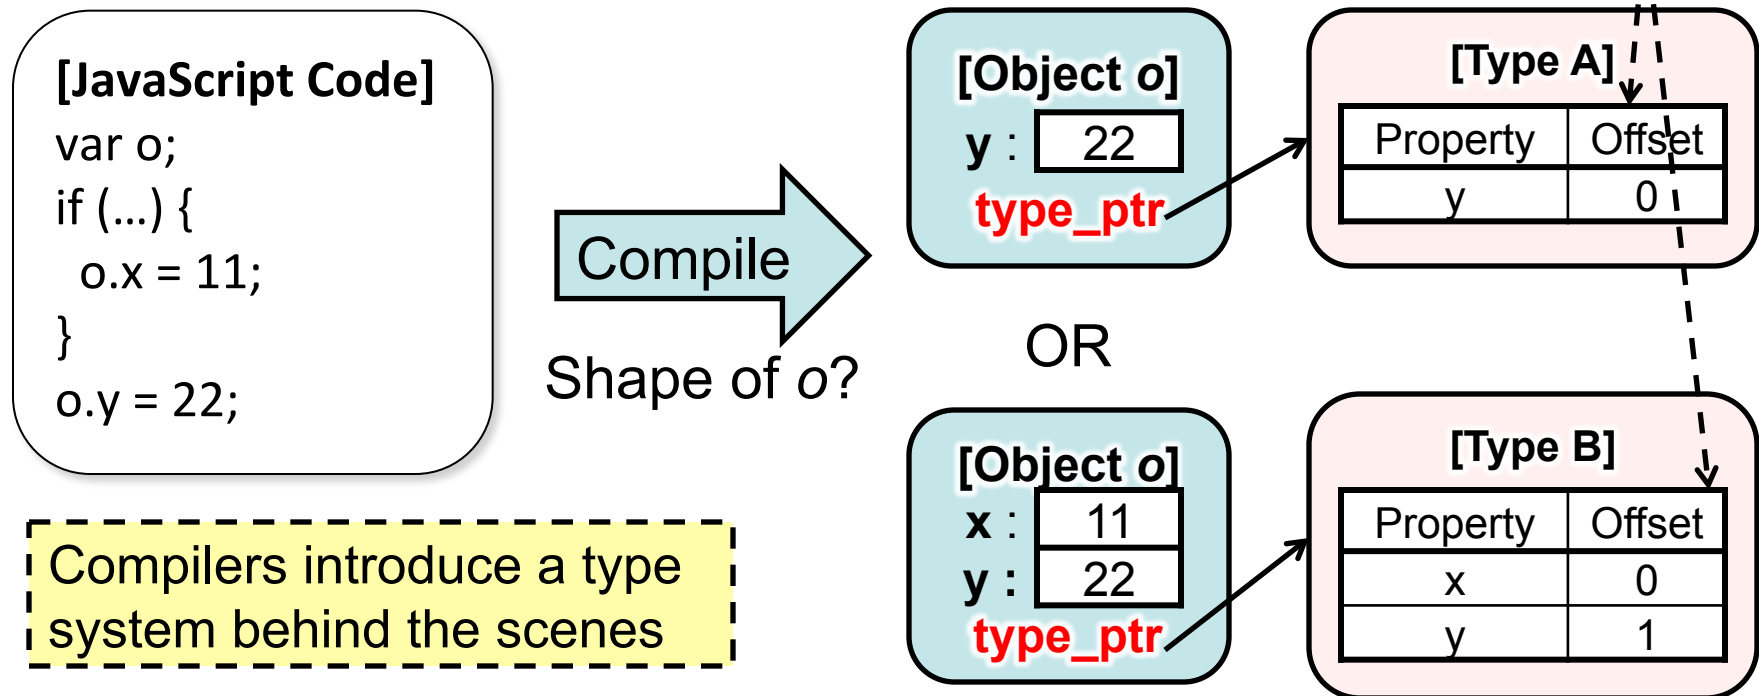 [JavaScript Code]
var o;
if (…) {
o.x = 11;
}
o.y = 22;
Compile
Shape of o?
Compilers introduce a type
system behind the scenes
[Object o]
y : 22
type_ptr
[Type A]
Property Offset
y 0
OR
[Object o]
x : 11
y : 22
type_ptr
[Type B]
Property Offset
x 0
y 1